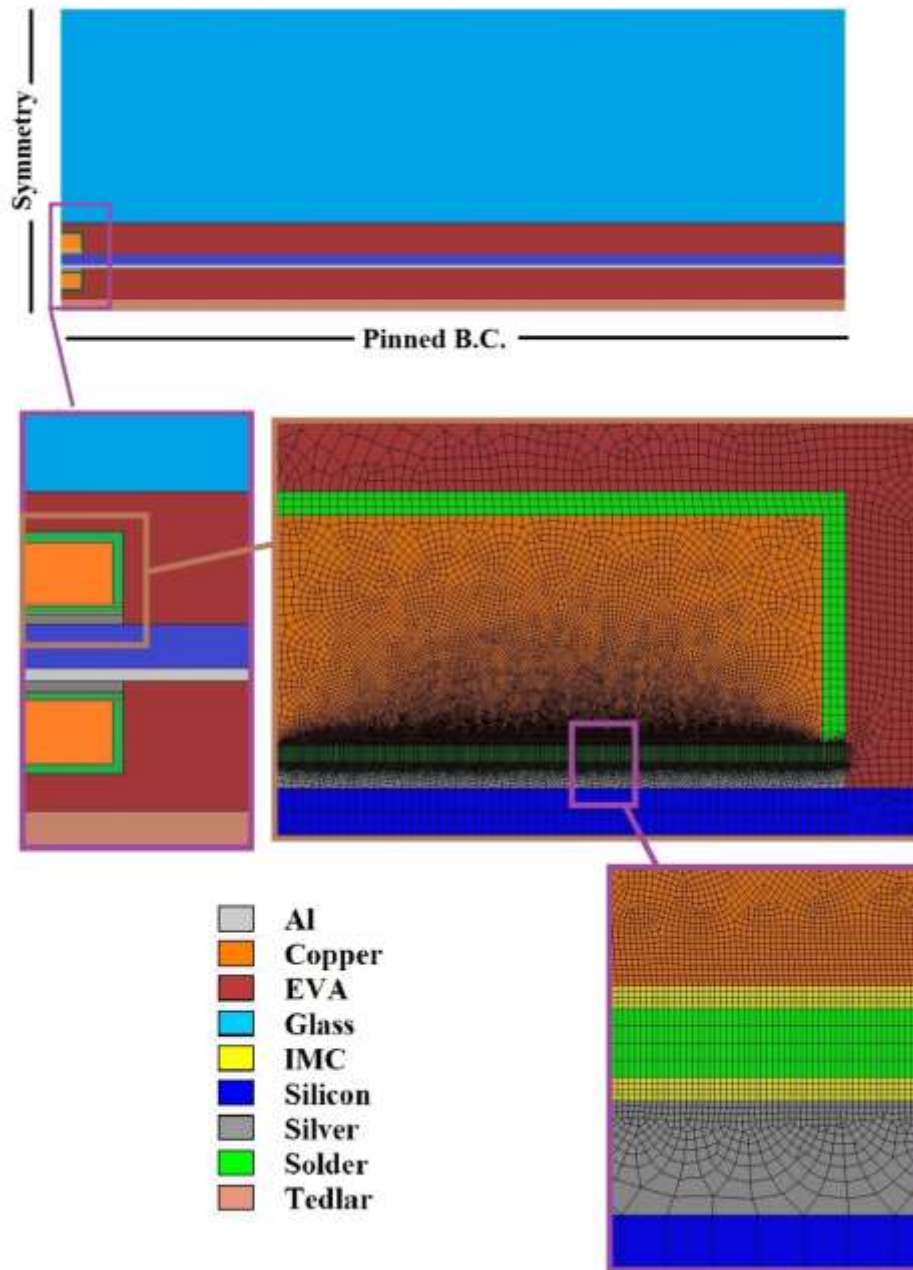 Symmetry
Pinned B.C.
Al
Copper
EVA
Glass
IMC
Silicon
Silver
Solder
Tedlar